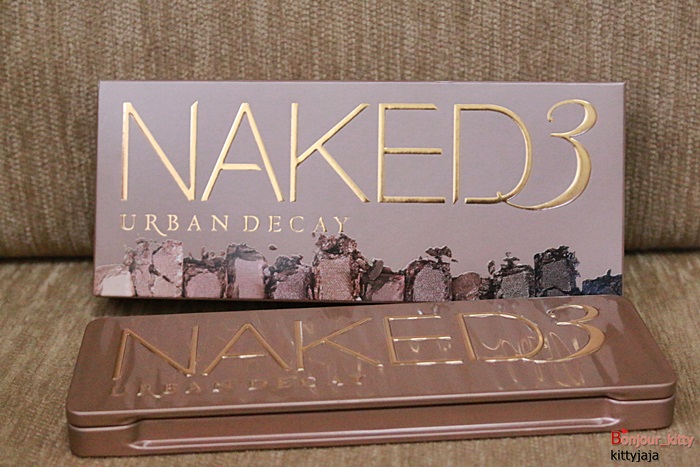 NAKED3
URBAN DECAY
NAKED3
URBAN DECAY
Bonjour_kitty
kittyjaja